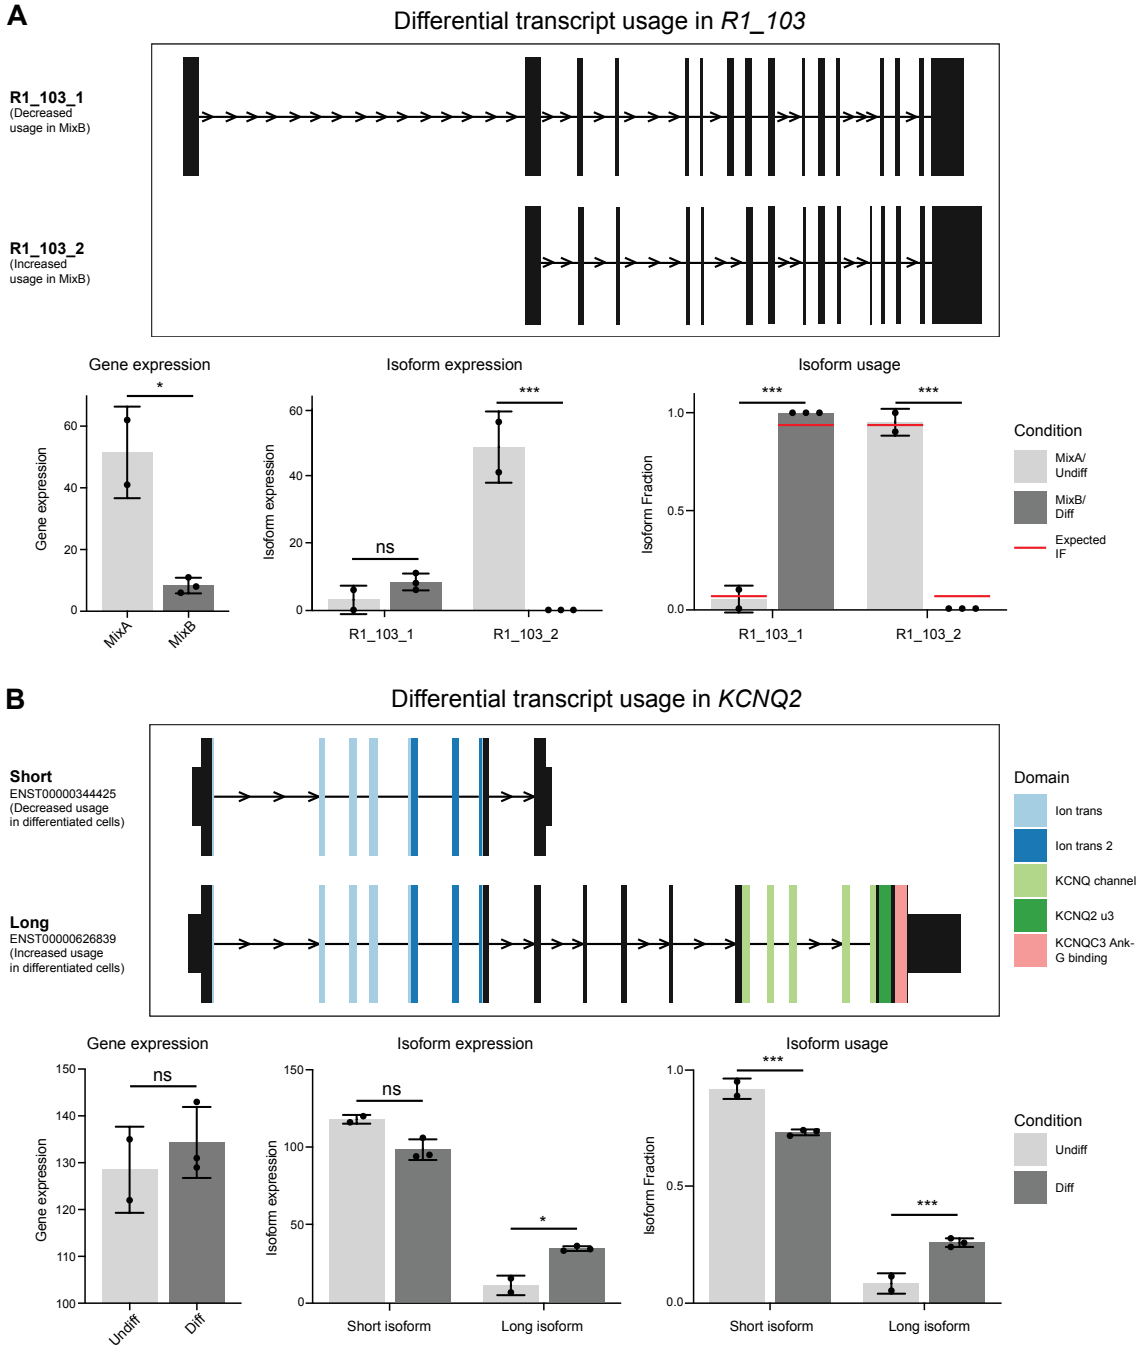 A
Differential transcript usage in R1_103
R1_103_1
(Decreased
usage in MixB)
R1_103_2
(Increased
usage in MixB)
Gene expression
*
Gene expression
60
40
20
0
MixA
MixB
Isoform expression
***
ns
Isoform expression
60
40
20
0
R1_103_1
R1_103_2
Isoform usage
***
***
Isoform Fraction
1.0
0.5
0.0
R1_103_1
R1_103_2
Condition
MixA/
Undiff
MixB/
Diff
Expected
IF
B
Differential transcript usage in KCNQ2
Short
ENST00000344425
(Decreased usage
in differentiated cells)
Long
ENST00000626839
(Increased usage
in differentiated cells)
Domain
Ion trans
Ion trans 2
KCNQ channel
KCNQ2 u3
KCNQC3 Ank-
G binding
Gene expression
ns
Gene expression
150
140
130
120
110
100
Undiff
Diff
Isoform expression
ns
*
Isoform expression
150
100
50
0
Short isoform
Long isoform
Isoform usage
***
***
Isoform Fraction
1.0
0.5
0.0
Short isoform
Long isoform
Condition
Undiff
Diff